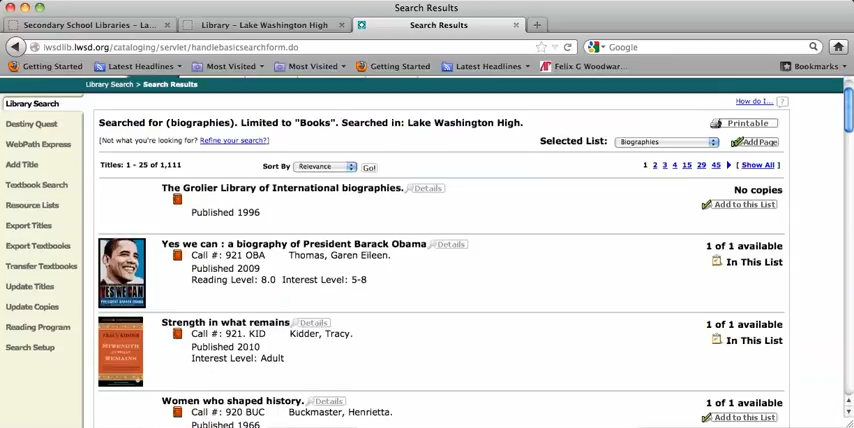 Search Results
Secondary School Libraries – La...
Library – Lake Washington High
Search Results
lwsdlib.lwsd.org/cataloging/servlet/handlebasicsearchform.do
Google
Getting Started
Latest Headlines
Most Visited
Most Visited
Getting Started
Latest Headlines
Felix G Woodwar...
Bookmarks
Library Search > Search Results
Library Search
Destiny Quest
WebPath Express
Add Title
Textbook Search
Resource Lists
Export Titles
Export Textbooks
Transfer Textbooks
Update Titles
Update Copies
Reading Program
Search Setup
How do I... ?
Searched for (biographies). Limited to "Books". Searched in: Lake Washington High.
Printable
[Not what you're looking for? Refine your search?]
Selected List: Biographies
Add Page
Titles: 1 - 25 of 1,111
Sort By Relevance Go!
1 2 3 4 15 29 45 [ Show All ]
The Grolier Library of International biographies. Details
Published 1996
No copies
Add to this List
Yes we can : a biography of President Barack Obama Details
Call #: 921 OBA Thomas, Garen Eileen.
Published 2009
Reading Level: 8.0 Interest Level: 5-8
1 of 1 available
In This List
YES WE CAN
Strength in what remains Details
Call #: 921. KID Kidder, Tracy.
Published 2010
Interest Level: Adult
1 of 1 available
In This List
TRACY KIDDER
STRENGTH
in what
REMAINS
Women who shaped history. Details
Call #: 920 BUC Buckmaster, Henrietta.
Published 1966
1 of 1 available
Add to this List